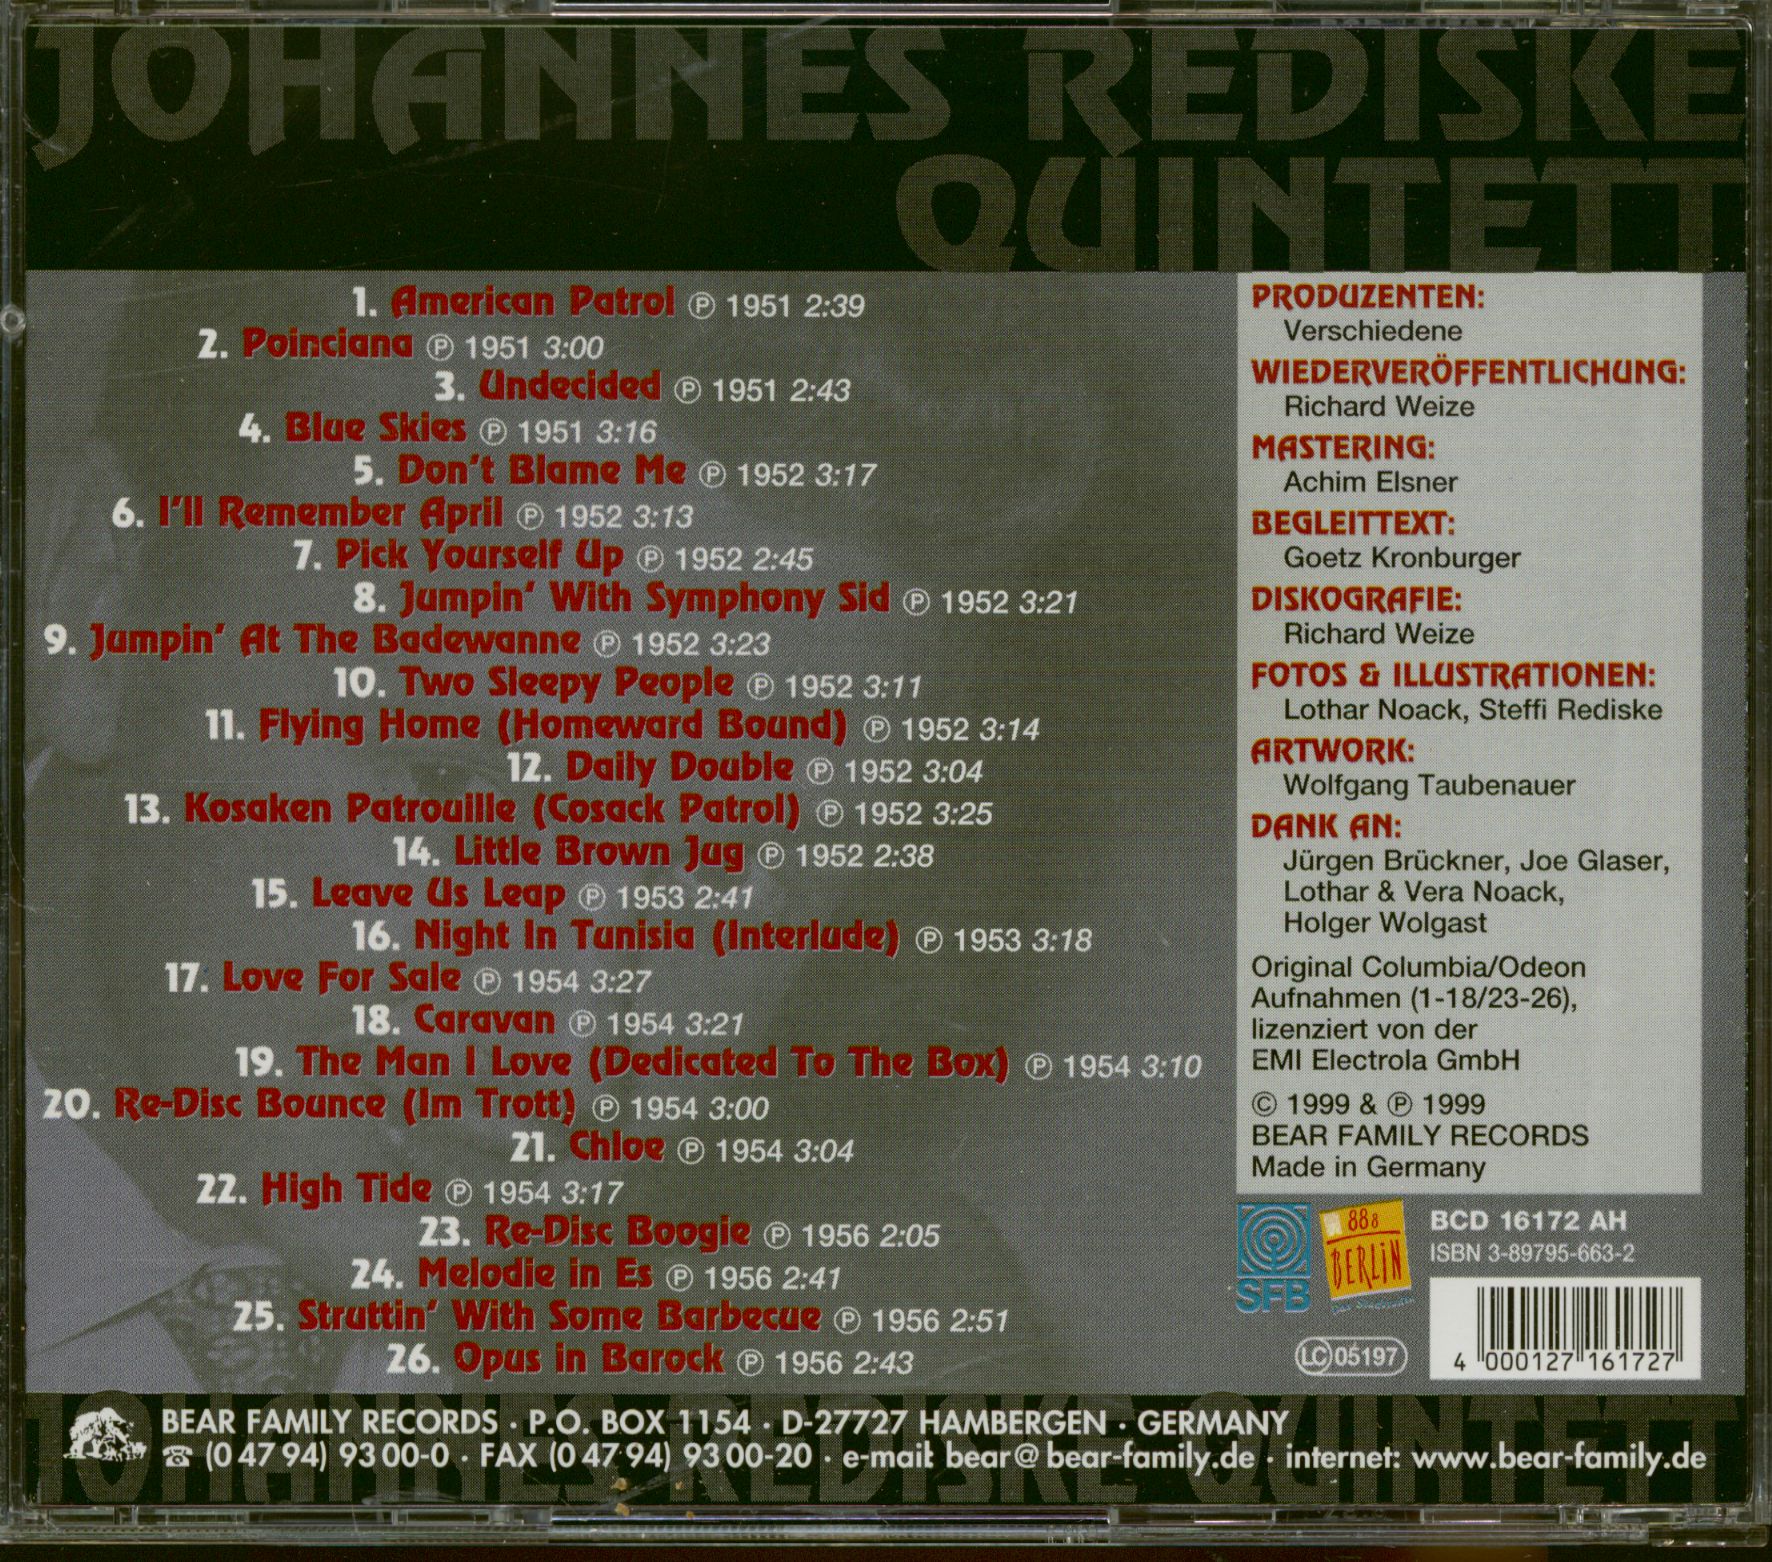 JOHANNES REDISKE
QUINTETT
1. American Patrol ℗ 1951 2:39
2. Poinciana ℗ 1951 3:00
3. Undecided ℗ 1951 2:43
4. Blue Skies ℗ 1951 3:16
5. Don't Blame Me ℗ 1952 3:17
6. I'll Remember April ℗ 1952 3:13
7. Pick Yourself Up ℗ 1952 2:45
8. Jumpin' With Symphony Sid ℗ 1952 3:21
9. Jumpin' At The Badewanne ℗ 1952 3:23
10. Two Sleepy People ℗ 1952 3:11
11. Flying Home (Homeward Bound) ℗ 1952 3:14
12. Daily Double ℗ 1952 3:04
13. Kosaken Patrouille (Cosack Patrol) ℗ 1952 3:25
14. Little Brown Jug ℗ 1952 2:38
15. Leave Us Leap ℗ 1953 2:41
16. Night In Tunisia (Interlude) ℗ 1953 3:18
17. Love For Sale ℗ 1954 3:27
18. Caravan ℗ 1954 3:21
19. The Man I Love (Dedicated To The Box) ℗ 1954 3:10
20. Re-Disc Bounce (Im Trott) ℗ 1954 3:00
21. Chloe ℗ 1954 3:04
22. High Tide ℗ 1954 3:17
23. Re-Disc Boogie ℗ 1956 2:05
24. Melodie in Es ℗ 1956 2:41
25. Struttin' With Some Barbecue ℗ 1956 2:51
26. Opus in Barock ℗ 1956 2:43
PRODUZENTEN:
Verschiedene
WIEDERVERÖFFENTLICHUNG:
Richard Weize
MASTERING:
Achim Elsner
BEGLEITTEXT:
Goetz Kronburger
DISKOGRAFIE:
Richard Weize
FOTOS & ILLUSTRATIONEN:
Lothar Noack, Steffi Rediske
ARTWORK:
Wolfgang Taubenauer
DANK AN:
Jürgen Brückner, Joe Glaser,
Lothar & Vera Noack,
Holger Wolgast
Original Columbia/Odeon
Aufnahmen (1-18/23-26),
lizenziert von der
EMI Electrola GmbH
© 1999 & ℗ 1999
BEAR FAMILY RECORDS
Made in Germany
SFB
88 8
BERLIN
BCD 16172 AH
ISBN 3-89795-663-2
LC 05197
4 000127 161727
JOHANNES REDISKE QUINTETT
BEAR FAMILY RECORDS · P.O. BOX 1154 · D-27727 HAMBERGEN · GERMANY
☎ (0 47 94) 93 00-0 · FAX (0 47 94) 93 00-20 · e-mail: bear@bear-family.de · internet: www.bear-family.de